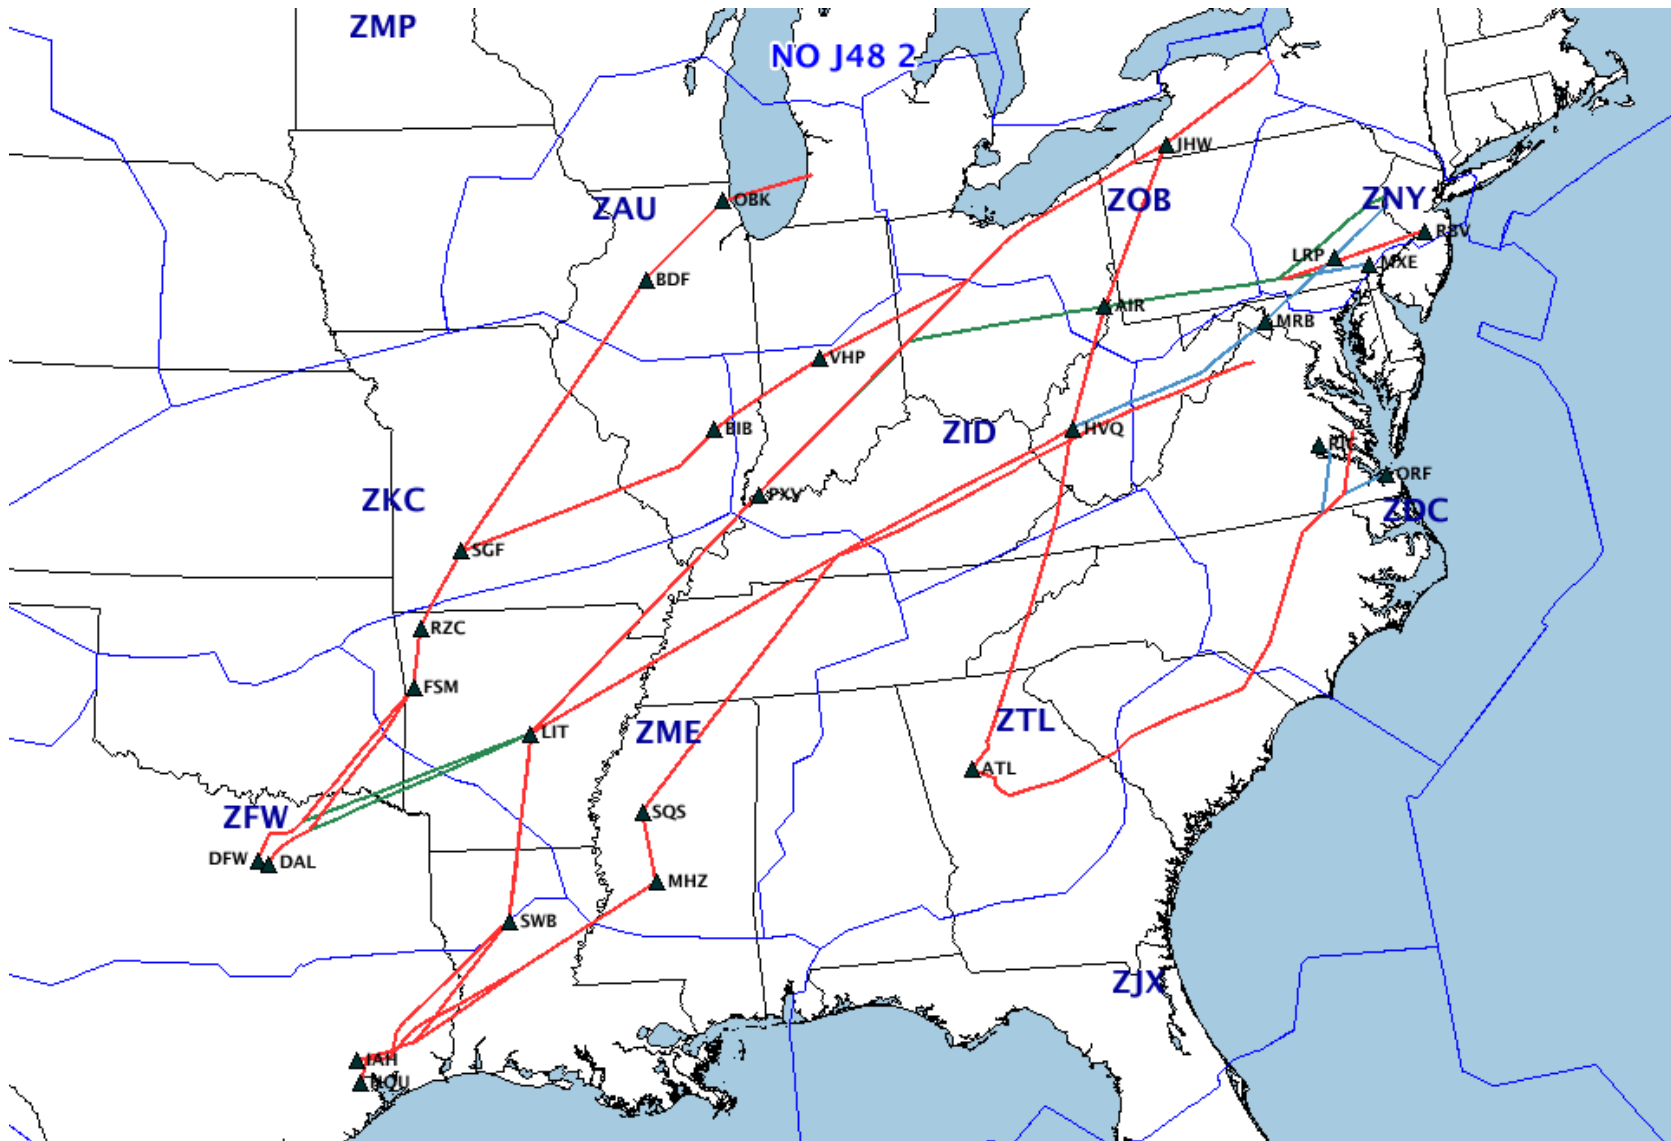 ZMP
NO J48 2
JHW
ZAU
OBK
ZOB
ZNY
RBV
LRP
MXE
BDF
AIR
MRB
VHP
BIB
ZID
HVQ
RIC
ORF
ZKC
PXV
ZDC
SGF
RZC
FSM
LIT
ZME
ZTL
ATL
ZFW
SQS
DFW
DAL
MHZ
SWB
ZJX
IAH
HOU